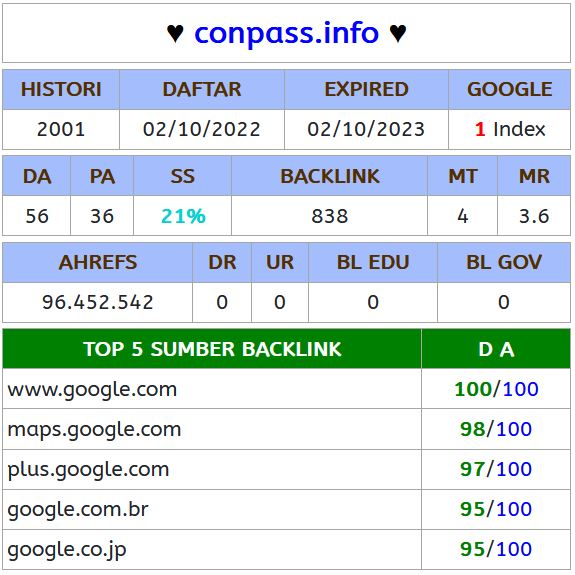 ♥ conpass.info ♥
HISTORI DAFTAR EXPIRED GOOGLE
2001 02/10/2022 02/10/2023 1 Index
DA PA SS BACKLINK MT MR
56 36 21% 838 4 3.6
AHREFS DR UR BL EDU BL GOV
96.452.542 0 0 0 0
TOP 5 SUMBER BACKLINK D A
www.google.com 100/100
maps.google.com 98/100
plus.google.com 97/100
google.com.br 95/100
google.co.jp 95/100